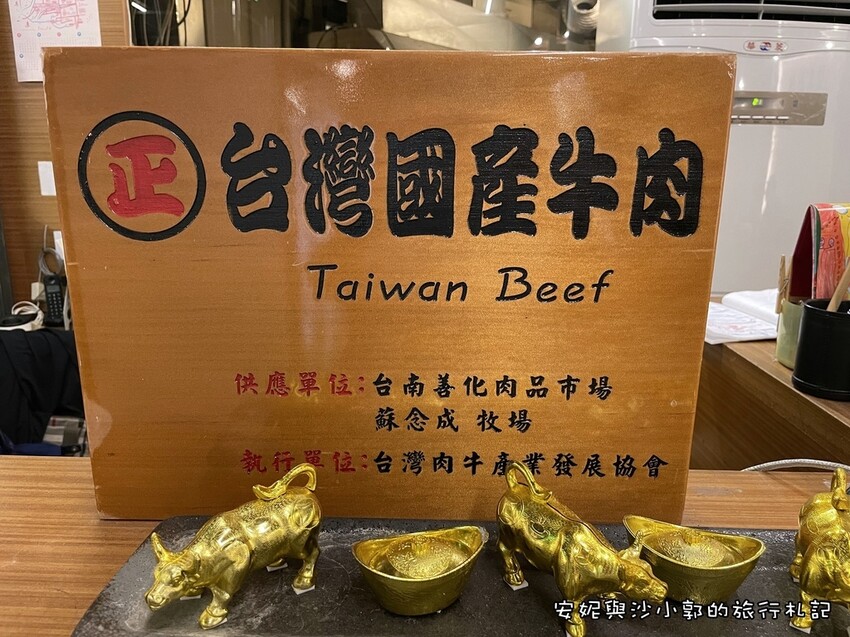 正 台灣國産牛肉
Taiwan Beef
供應單位：台南善化肉品市場
蘇念成 牧場
執行單位：台灣肉牛產業發展協會
安妮與沙小郭的旅行札記